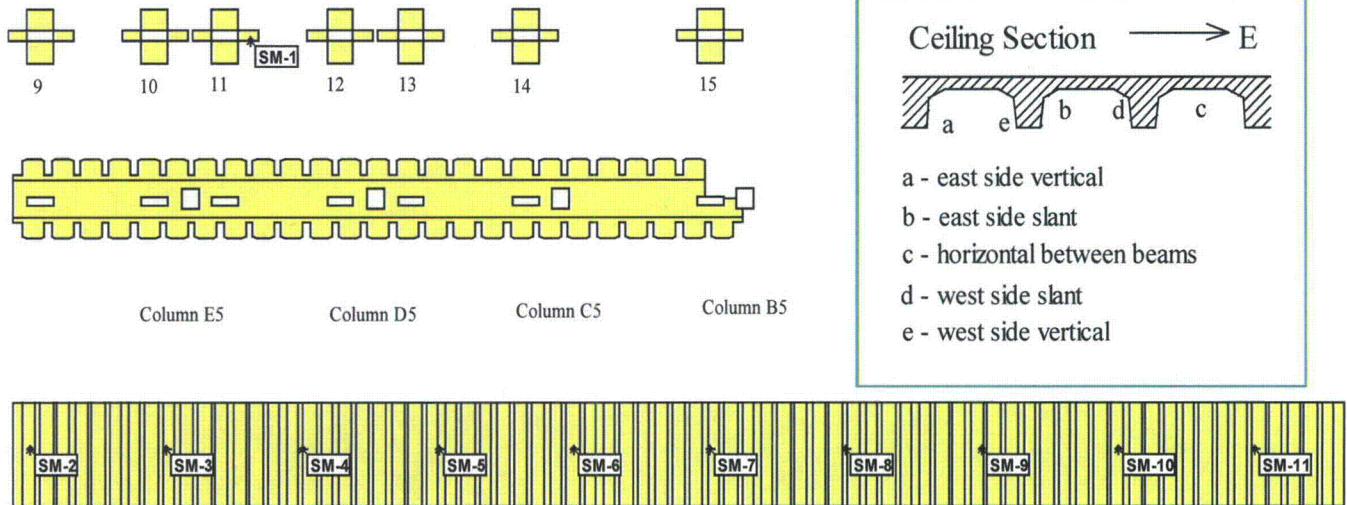 SM-1
9 10 11 12 13 14 15
Column E5 Column D5 Column C5 Column B5
Ceiling Section E
a e b d c
a - east side vertical
b - east side slant
c - horizontal between beams
d - west side slant
e - west side vertical
SM-2 SM-3 SM-4 SM-5 SM-6 SM-7 SM-8 SM-9 SM-10 SM-11